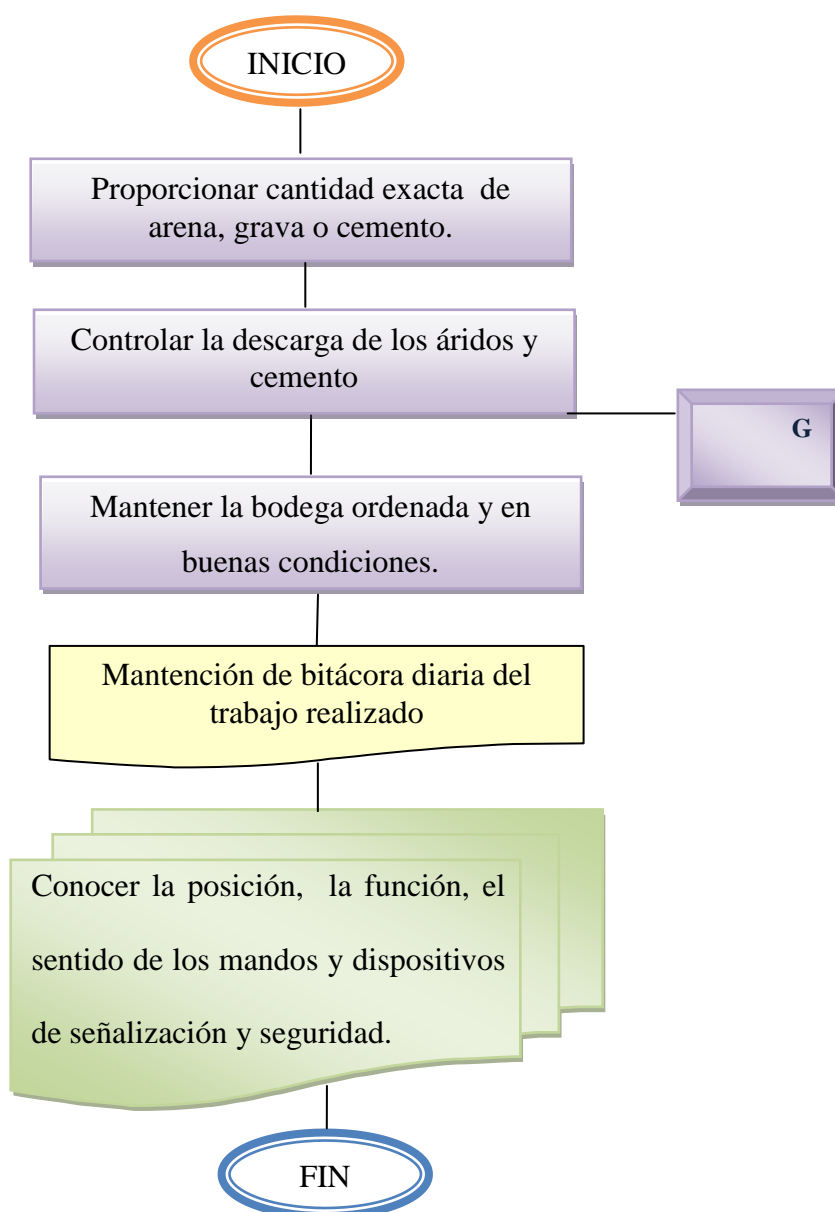 INICIO
Proporcionar cantidad exacta  de
arena, grava o cemento.
Controlar la descarga de los áridos y
cemento
G
Mantener la bodega ordenada y en
buenas condiciones.
Mantención de bitácora diaria del
trabajo realizado
Conocer la posición,  la función, el
sentido de los mandos y dispositivos
de señalización y seguridad.
FIN